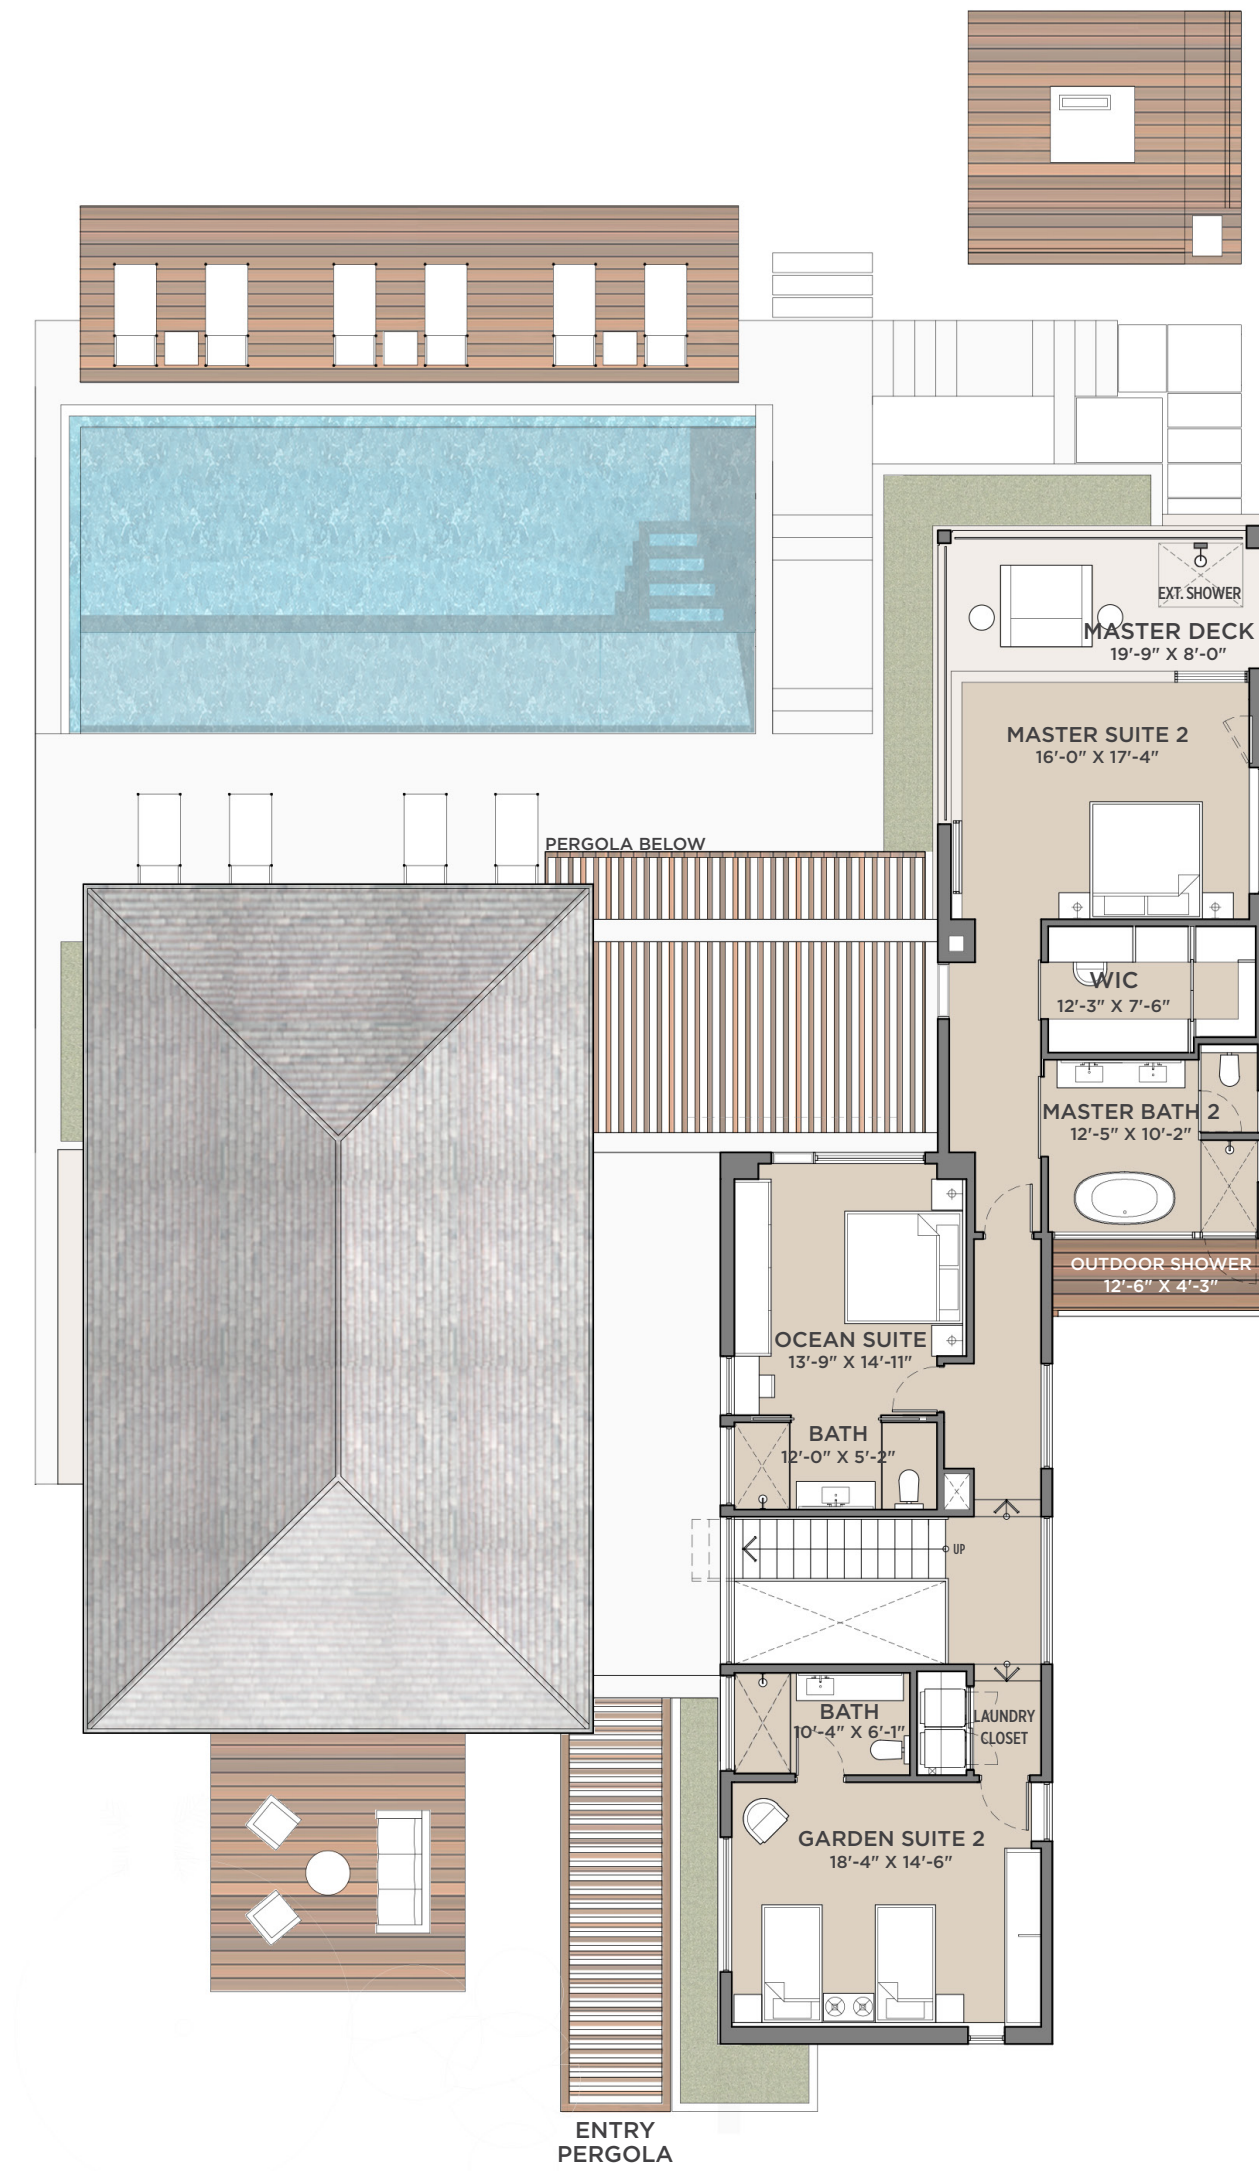 EXT. SHOWER
MASTER DECK
19'-9" X 8'-0"
MASTER SUITE 2
16'-0" X 17'-4"
PERGOLA BELOW
WIC
12'-3" X 7'-6"
MASTER BATH 2
12'-5" X 10'-2"
OUTDOOR SHOWER
12'-6" X 4'-3"
OCEAN SUITE
13'-9" X 14'-11"
BATH
12'-0" X 5'-2"
UP
BATH
10'-4" X 6'-1"
LAUNDRY
CLOSET
GARDEN SUITE 2
18'-4" X 14'-6"
ENTRY
PERGOLA